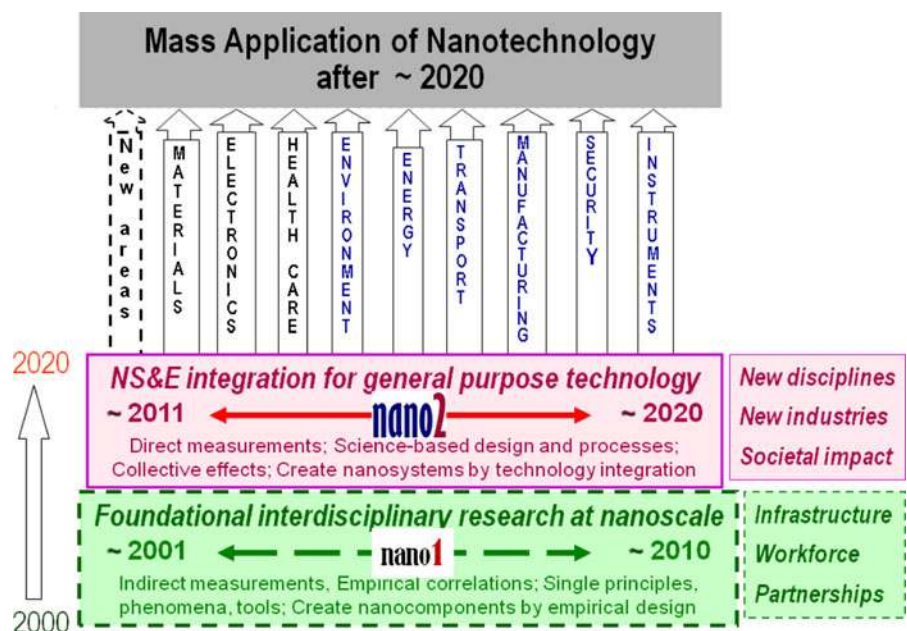 Mass Application of Nanotechnology
after ~ 2020
New areas
MATERIALS
ELECTRONICS
HEALTH CARE
ENVIRONMENT
ENERGY
TRANSPORT
MANUFACTURING
SECURITY
INSTRUMENTS
2020
2000
NS&E integration for general purpose technology
~ 2011 nano2 ~ 2020
Direct measurements; Science-based design and processes;
Collective effects; Create nanosystems by technology integration
New disciplines
New industries
Societal impact
Foundational interdisciplinary research at nanoscale
~ 2001 nano1 ~ 2010
Indirect measurements, Empirical correlations; Single principles,
phenomena, tools; Create nanocomponents by empirical design
Infrastructure
Workforce
Partnerships